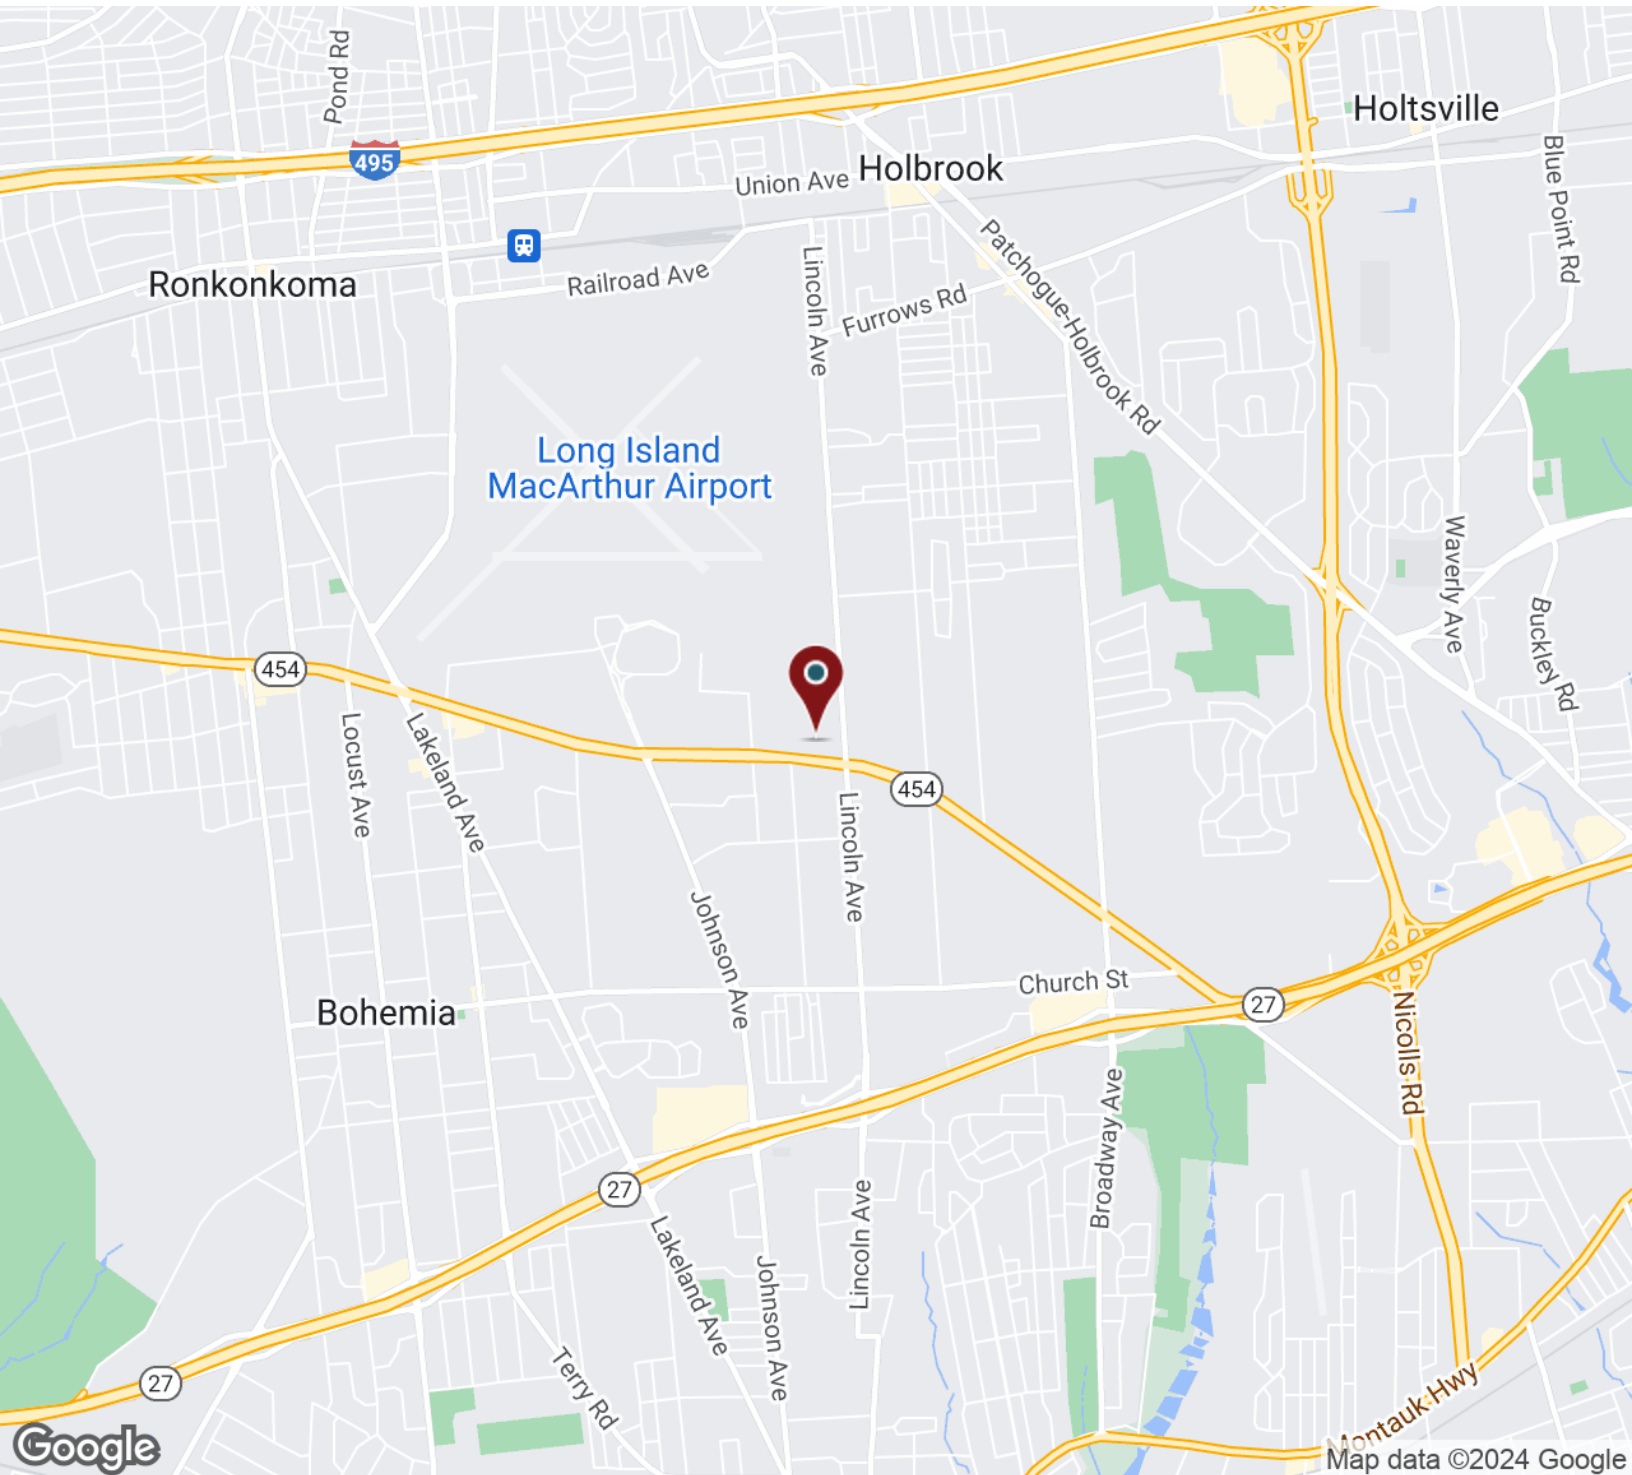 Pond Rd
Holtsville
495
Holbrook
Union Ave
Blue Point Rd
Ronkonkoma
Railroad Ave
Lincoln Ave
Furrows Rd
Patchogue-Holbrook Rd
Long Island
MacArthur Airport
Waverly Ave
Buckley Rd
454
Locust Ave
Lakeland Ave
454
Lincoln Ave
Johnson Ave
Church St
Bohemia
27
Nicolls Rd
Broadway Ave
27
Lincoln Ave
Lakeland Ave
Johnson Ave
27
Terry Rd
Montauk Hwy
Google
Map data ©2024 Google